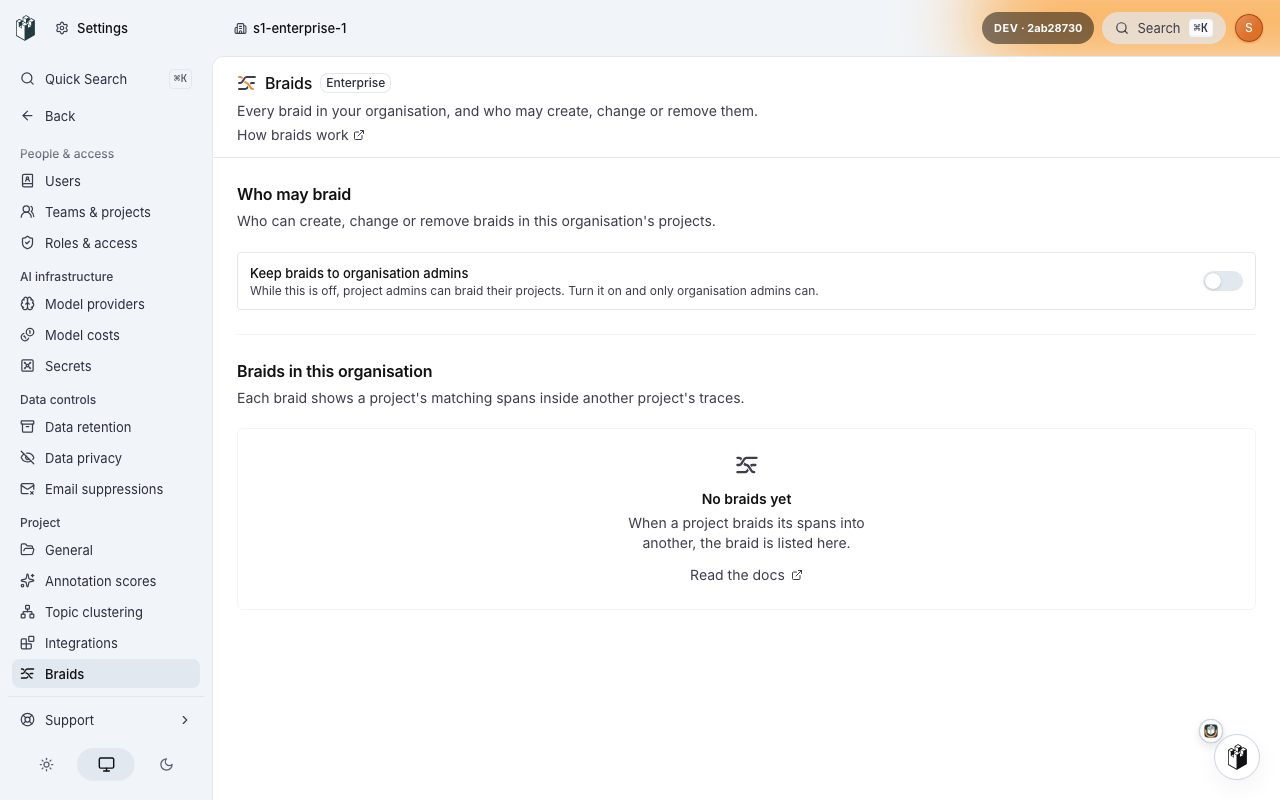 Settings
s1-enterprise-1
DEV · 2ab28730
Search ⌘K
S
Quick Search ⌘K
Back
People & access
Users
Teams & projects
Roles & access
AI infrastructure
Model providers
Model costs
Secrets
Data controls
Data retention
Data privacy
Email suppressions
Project
General
Annotation scores
Topic clustering
Integrations
Braids
Support
Braids Enterprise
Every braid in your organisation, and who may create, change or remove them.
How braids work
Who may braid
Who can create, change or remove braids in this organisation's projects.
Keep braids to organisation admins
While this is off, project admins can braid their projects. Turn it on and only organisation admins can.
Braids in this organisation
Each braid shows a project's matching spans inside another project's traces.
No braids yet
When a project braids its spans into
another, the braid is listed here.
Read the docs